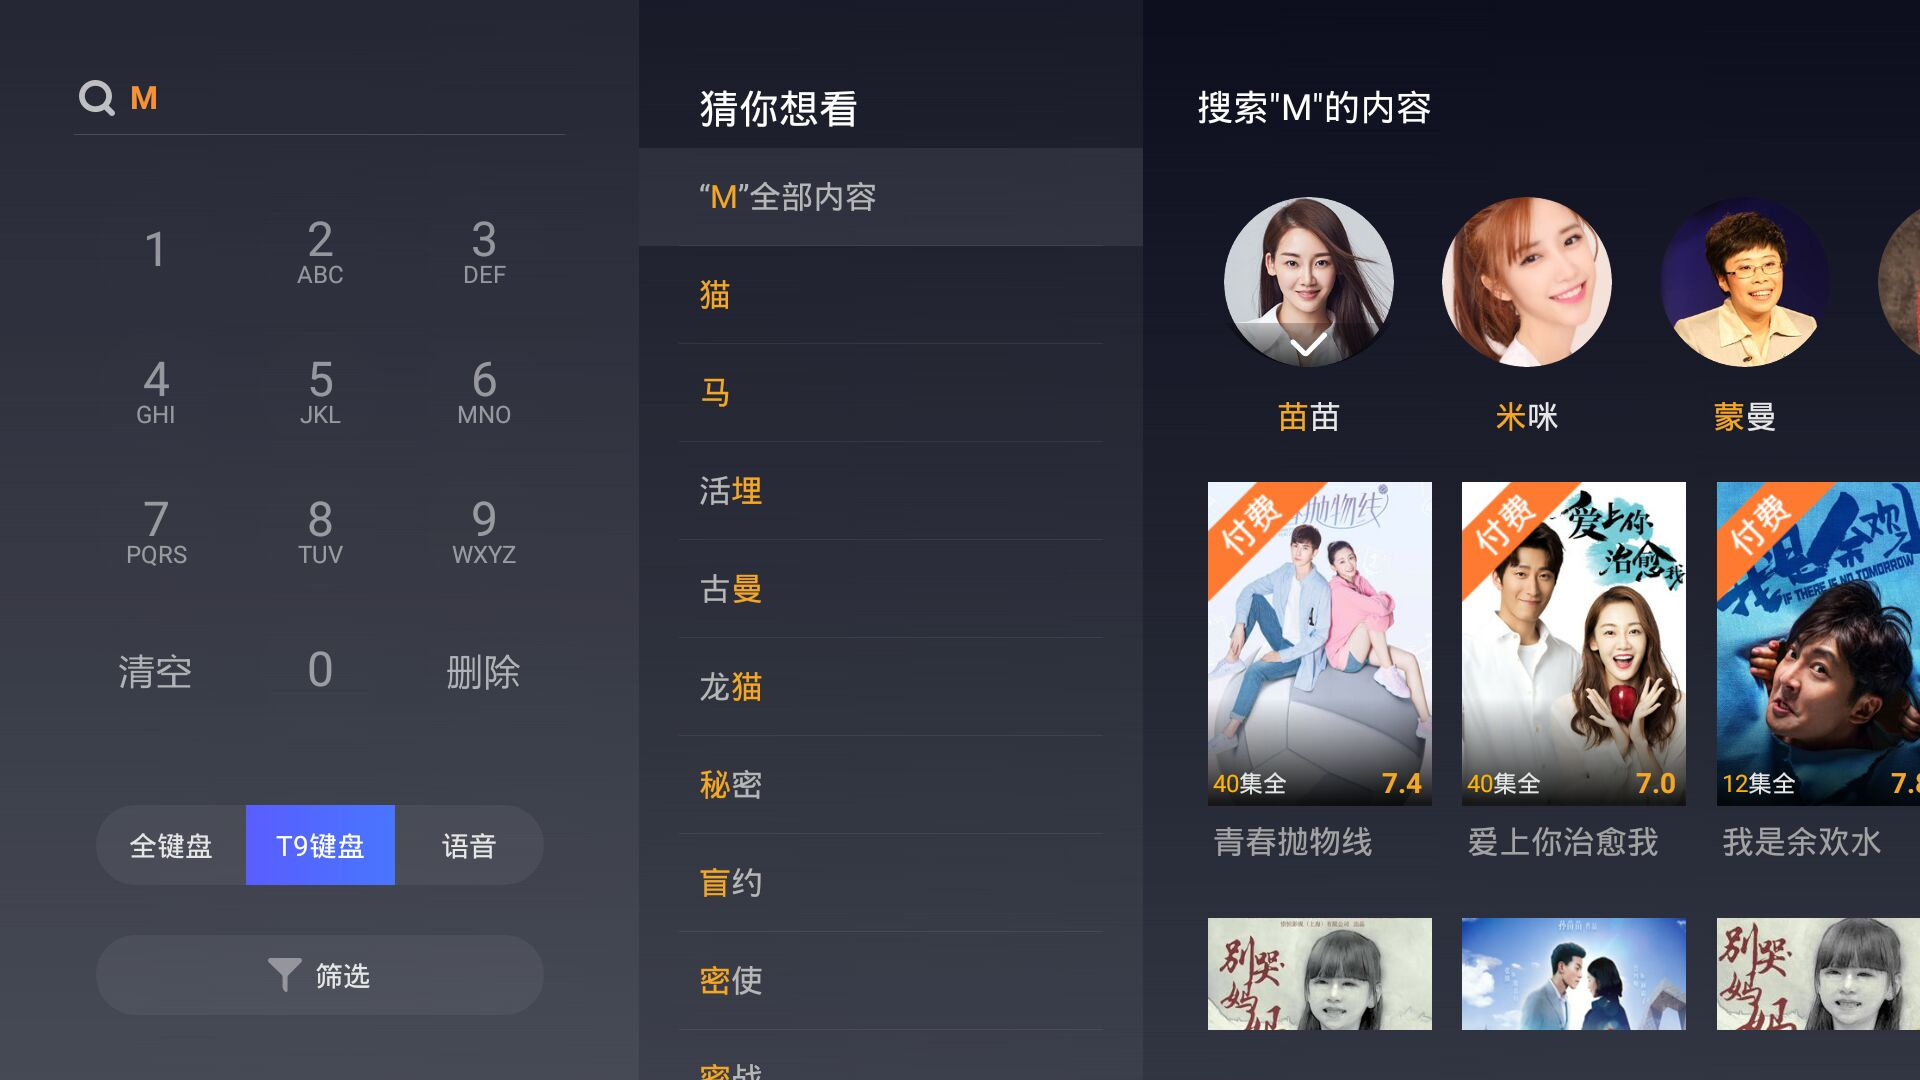 M
1
2
ABC
3
DEF
4
GHI
5
JKL
6
MNO
7
PQRS
8
TUV
9
WXYZ
清空
0
删除
全键盘
T9键盘
语音
筛选
猜你想看
“M”全部内容
猫
马
活埋
古曼
龙猫
秘密
盲约
密使
密战
搜索"M"的内容
苗苗
米咪
蒙曼
付费
抛物线
40集全
7.4
青春抛物线
付费
爱上你
治愈我
40集全
7.0
爱上你治愈我
付费
我是余欢
IF THERE IS NO TOMORROW
12集全
7.8
我是余欢水
别哭
妈妈
别哭
妈妈